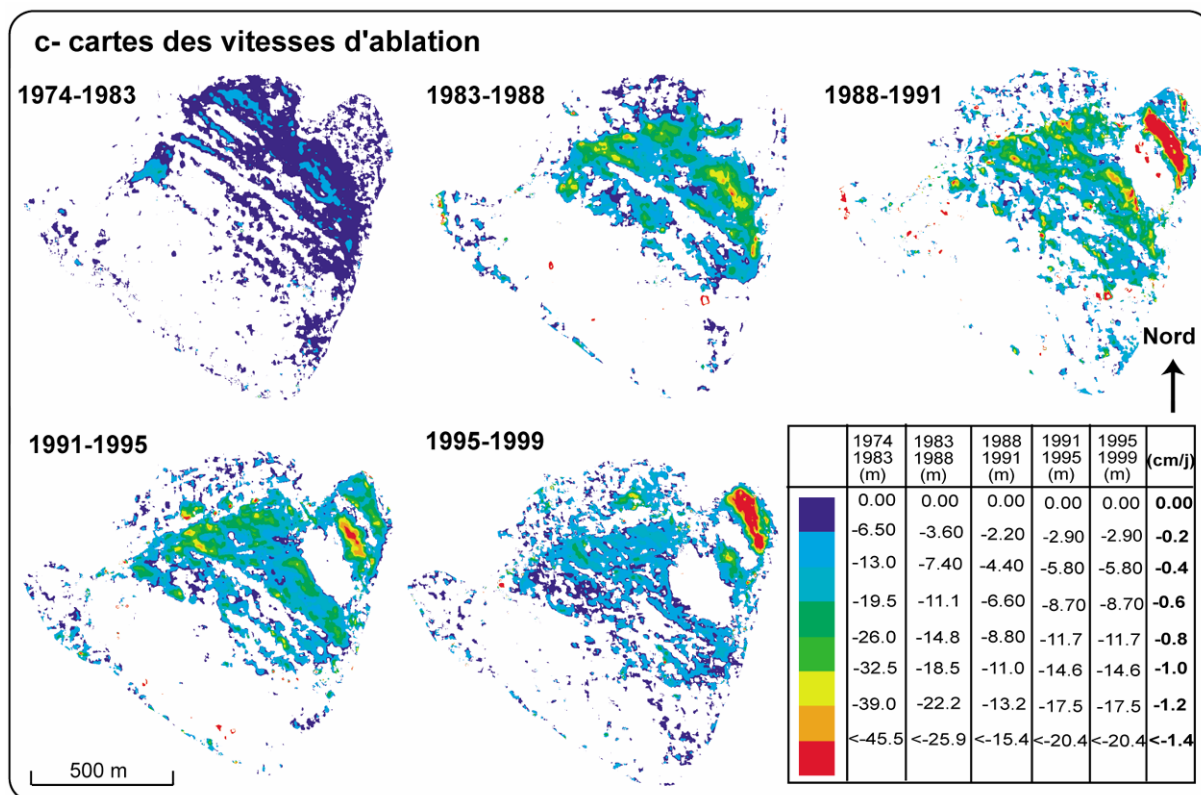 c- cartes des vitesses d'ablation
1974-1983
1983-1988
1988-1991
Nord
1991-1995
1995-1999
500 m
1974 1983 1988 1991 1995
1983 1988 1991 1995 1999 (cm/j)
(m) (m) (m) (m) (m)
0.00 0.00 0.00 0.00 0.00 0.00
-6.50 -3.60 -2.20 -2.90 -2.90 -0.2
-13.0 -7.40 -4.40 -5.80 -5.80 -0.4
-19.5 -11.1 -6.60 -8.70 -8.70 -0.6
-26.0 -14.8 -8.80 -11.7 -11.7 -0.8
-32.5 -18.5 -11.0 -14.6 -14.6 -1.0
-39.0 -22.2 -13.2 -17.5 -17.5 -1.2
<-45.5 <-25.9 <-15.4 <-20.4 <-20.4 <-1.4